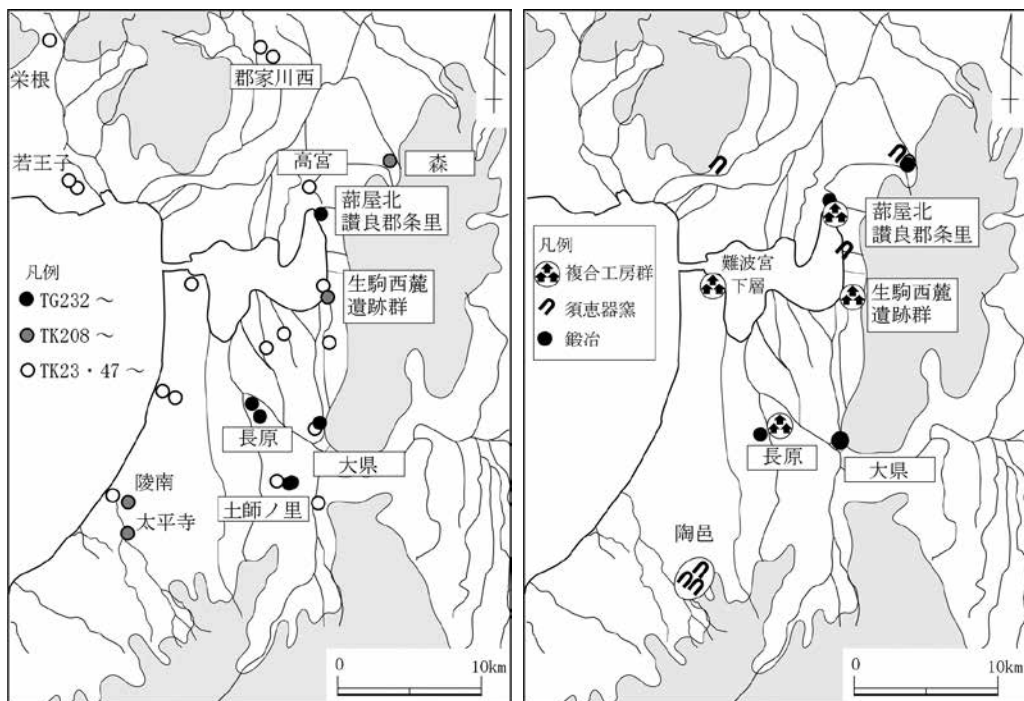 栄根
郡家川西
若王子
高宮
森
蔀屋北
讃良郡条里
凡例
TG232～
TK208～
TK23・47～
生駒西麓
遺跡群
長原
大県
陵南
太平寺
土師ノ里
0
10km
蔀屋北
讃良郡条里
凡例
複合工房群
須恵器窯
鍛冶
難波宮
下層
生駒西麓
遺跡群
長原
大県
陶邑
0
10km